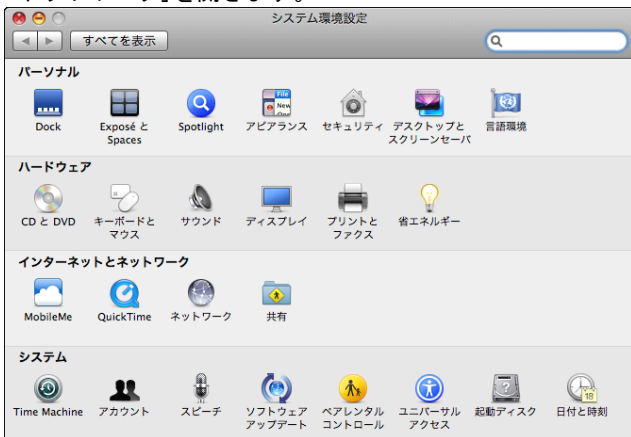 」を開きます。
システム環境設定
すべてを表示
パーソナル
Dock Exposé と Spotlight アピアランス セキュリティ デスクトップと 言語環境
Spaces スクリーンセーバ
File
New
ハードウェア
CD と DVD キーボードと サウンド ディスプレイ プリントと 省エネルギー
マウス ファクス
インターネットとネットワーク
MobileMe QuickTime ネットワーク 共有
システム
?
18
Time Machine アカウント スピーチ ソフトウェア ペアレンタル ユニバーサル 起動ディスク 日付と時刻
アップデート コントロール アクセス